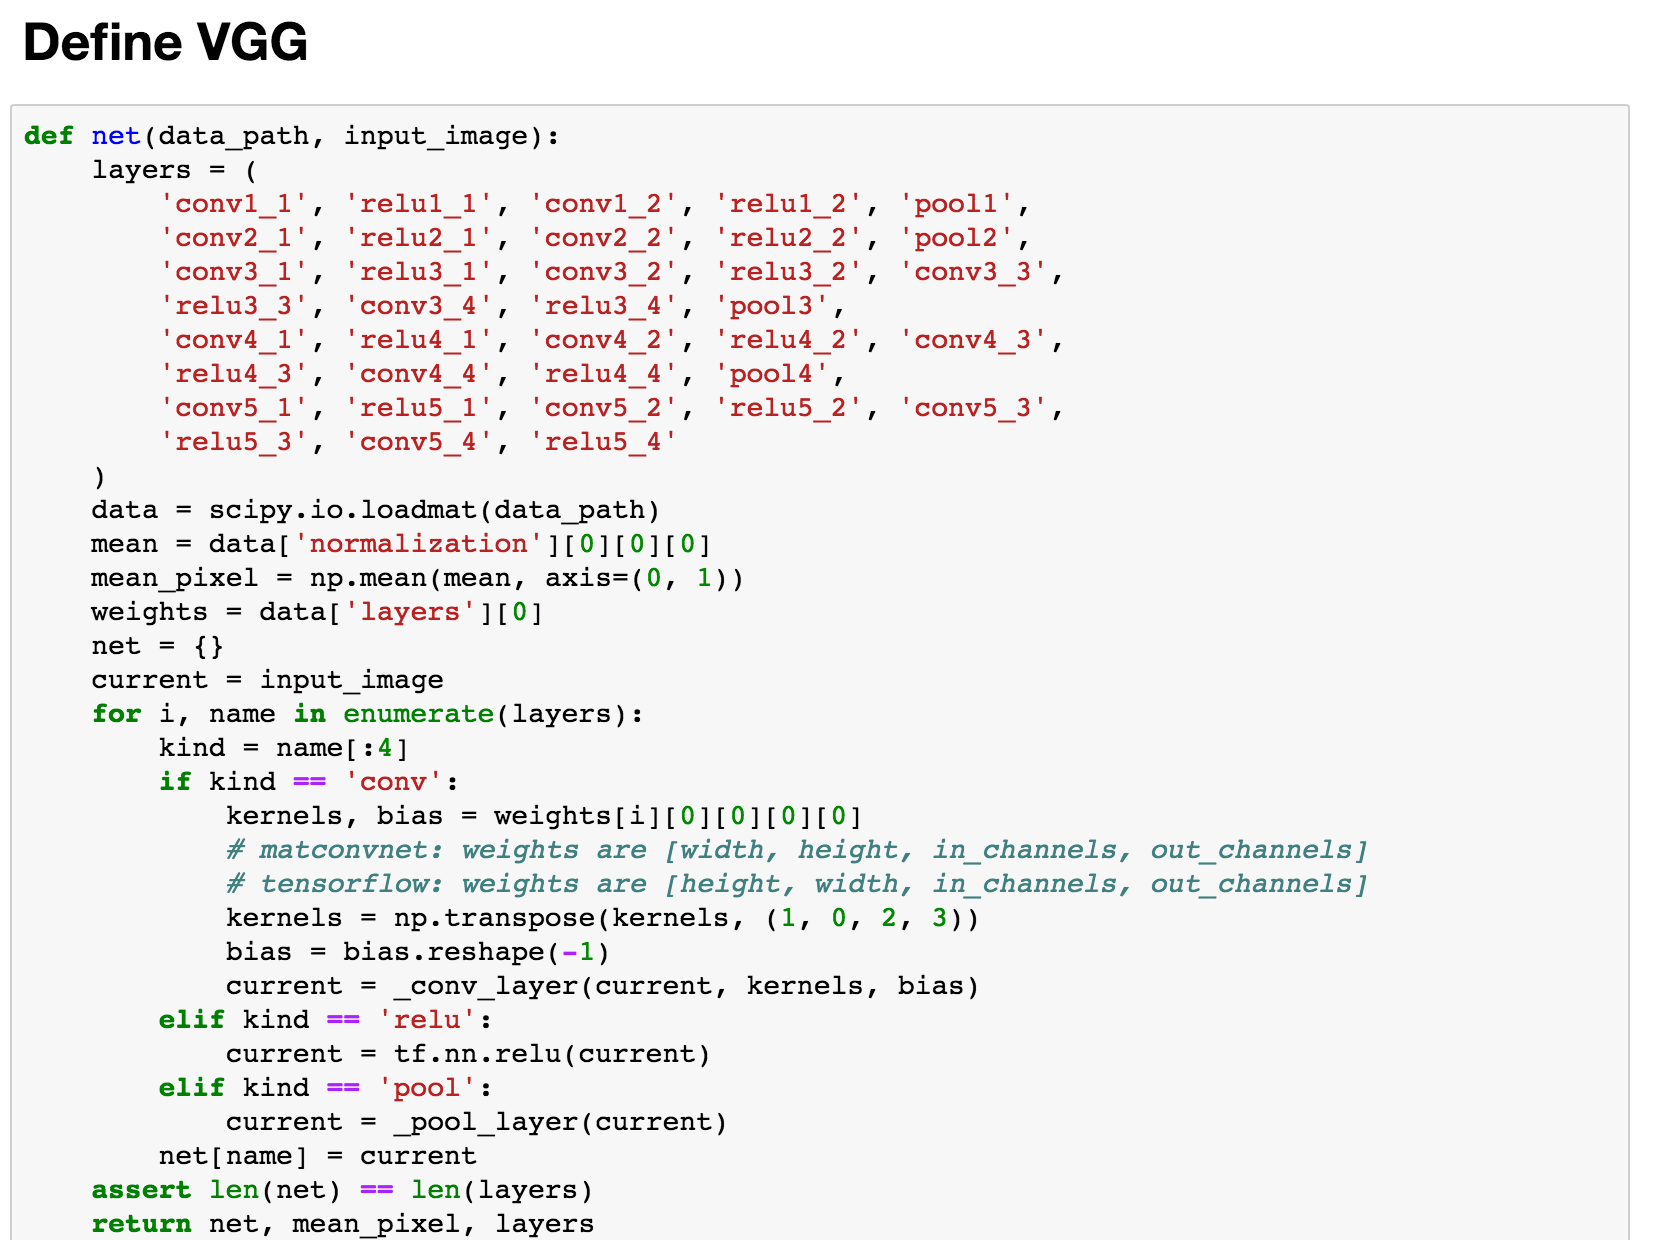 Define VGG
def net(data_path, input_image):
    layers = (
        'conv1_1', 'relu1_1', 'conv1_2', 'relu1_2', 'pool1',
        'conv2_1', 'relu2_1', 'conv2_2', 'relu2_2', 'pool2',
        'conv3_1', 'relu3_1', 'conv3_2', 'relu3_2', 'conv3_3',
        'relu3_3', 'conv3_4', 'relu3_4', 'pool3',
        'conv4_1', 'relu4_1', 'conv4_2', 'relu4_2', 'conv4_3',
        'relu4_3', 'conv4_4', 'relu4_4', 'pool4',
        'conv5_1', 'relu5_1', 'conv5_2', 'relu5_2', 'conv5_3',
        'relu5_3', 'conv5_4', 'relu5_4'
    )
    data = scipy.io.loadmat(data_path)
    mean = data['normalization'][0][0][0]
    mean_pixel = np.mean(mean, axis=(0, 1))
    weights = data['layers'][0]
    net = {}
    current = input_image
    for i, name in enumerate(layers):
        kind = name[:4]
        if kind == 'conv':
            kernels, bias = weights[i][0][0][0][0]
            # matconvnet: weights are [width, height, in_channels, out_channels]
            # tensorflow: weights are [height, width, in_channels, out_channels]
            kernels = np.transpose(kernels, (1, 0, 2, 3))
            bias = bias.reshape(-1)
            current = _conv_layer(current, kernels, bias)
        elif kind == 'relu':
            current = tf.nn.relu(current)
        elif kind == 'pool':
            current = _pool_layer(current)
        net[name] = current
    assert len(net) == len(layers)
    return net, mean_pixel, layers